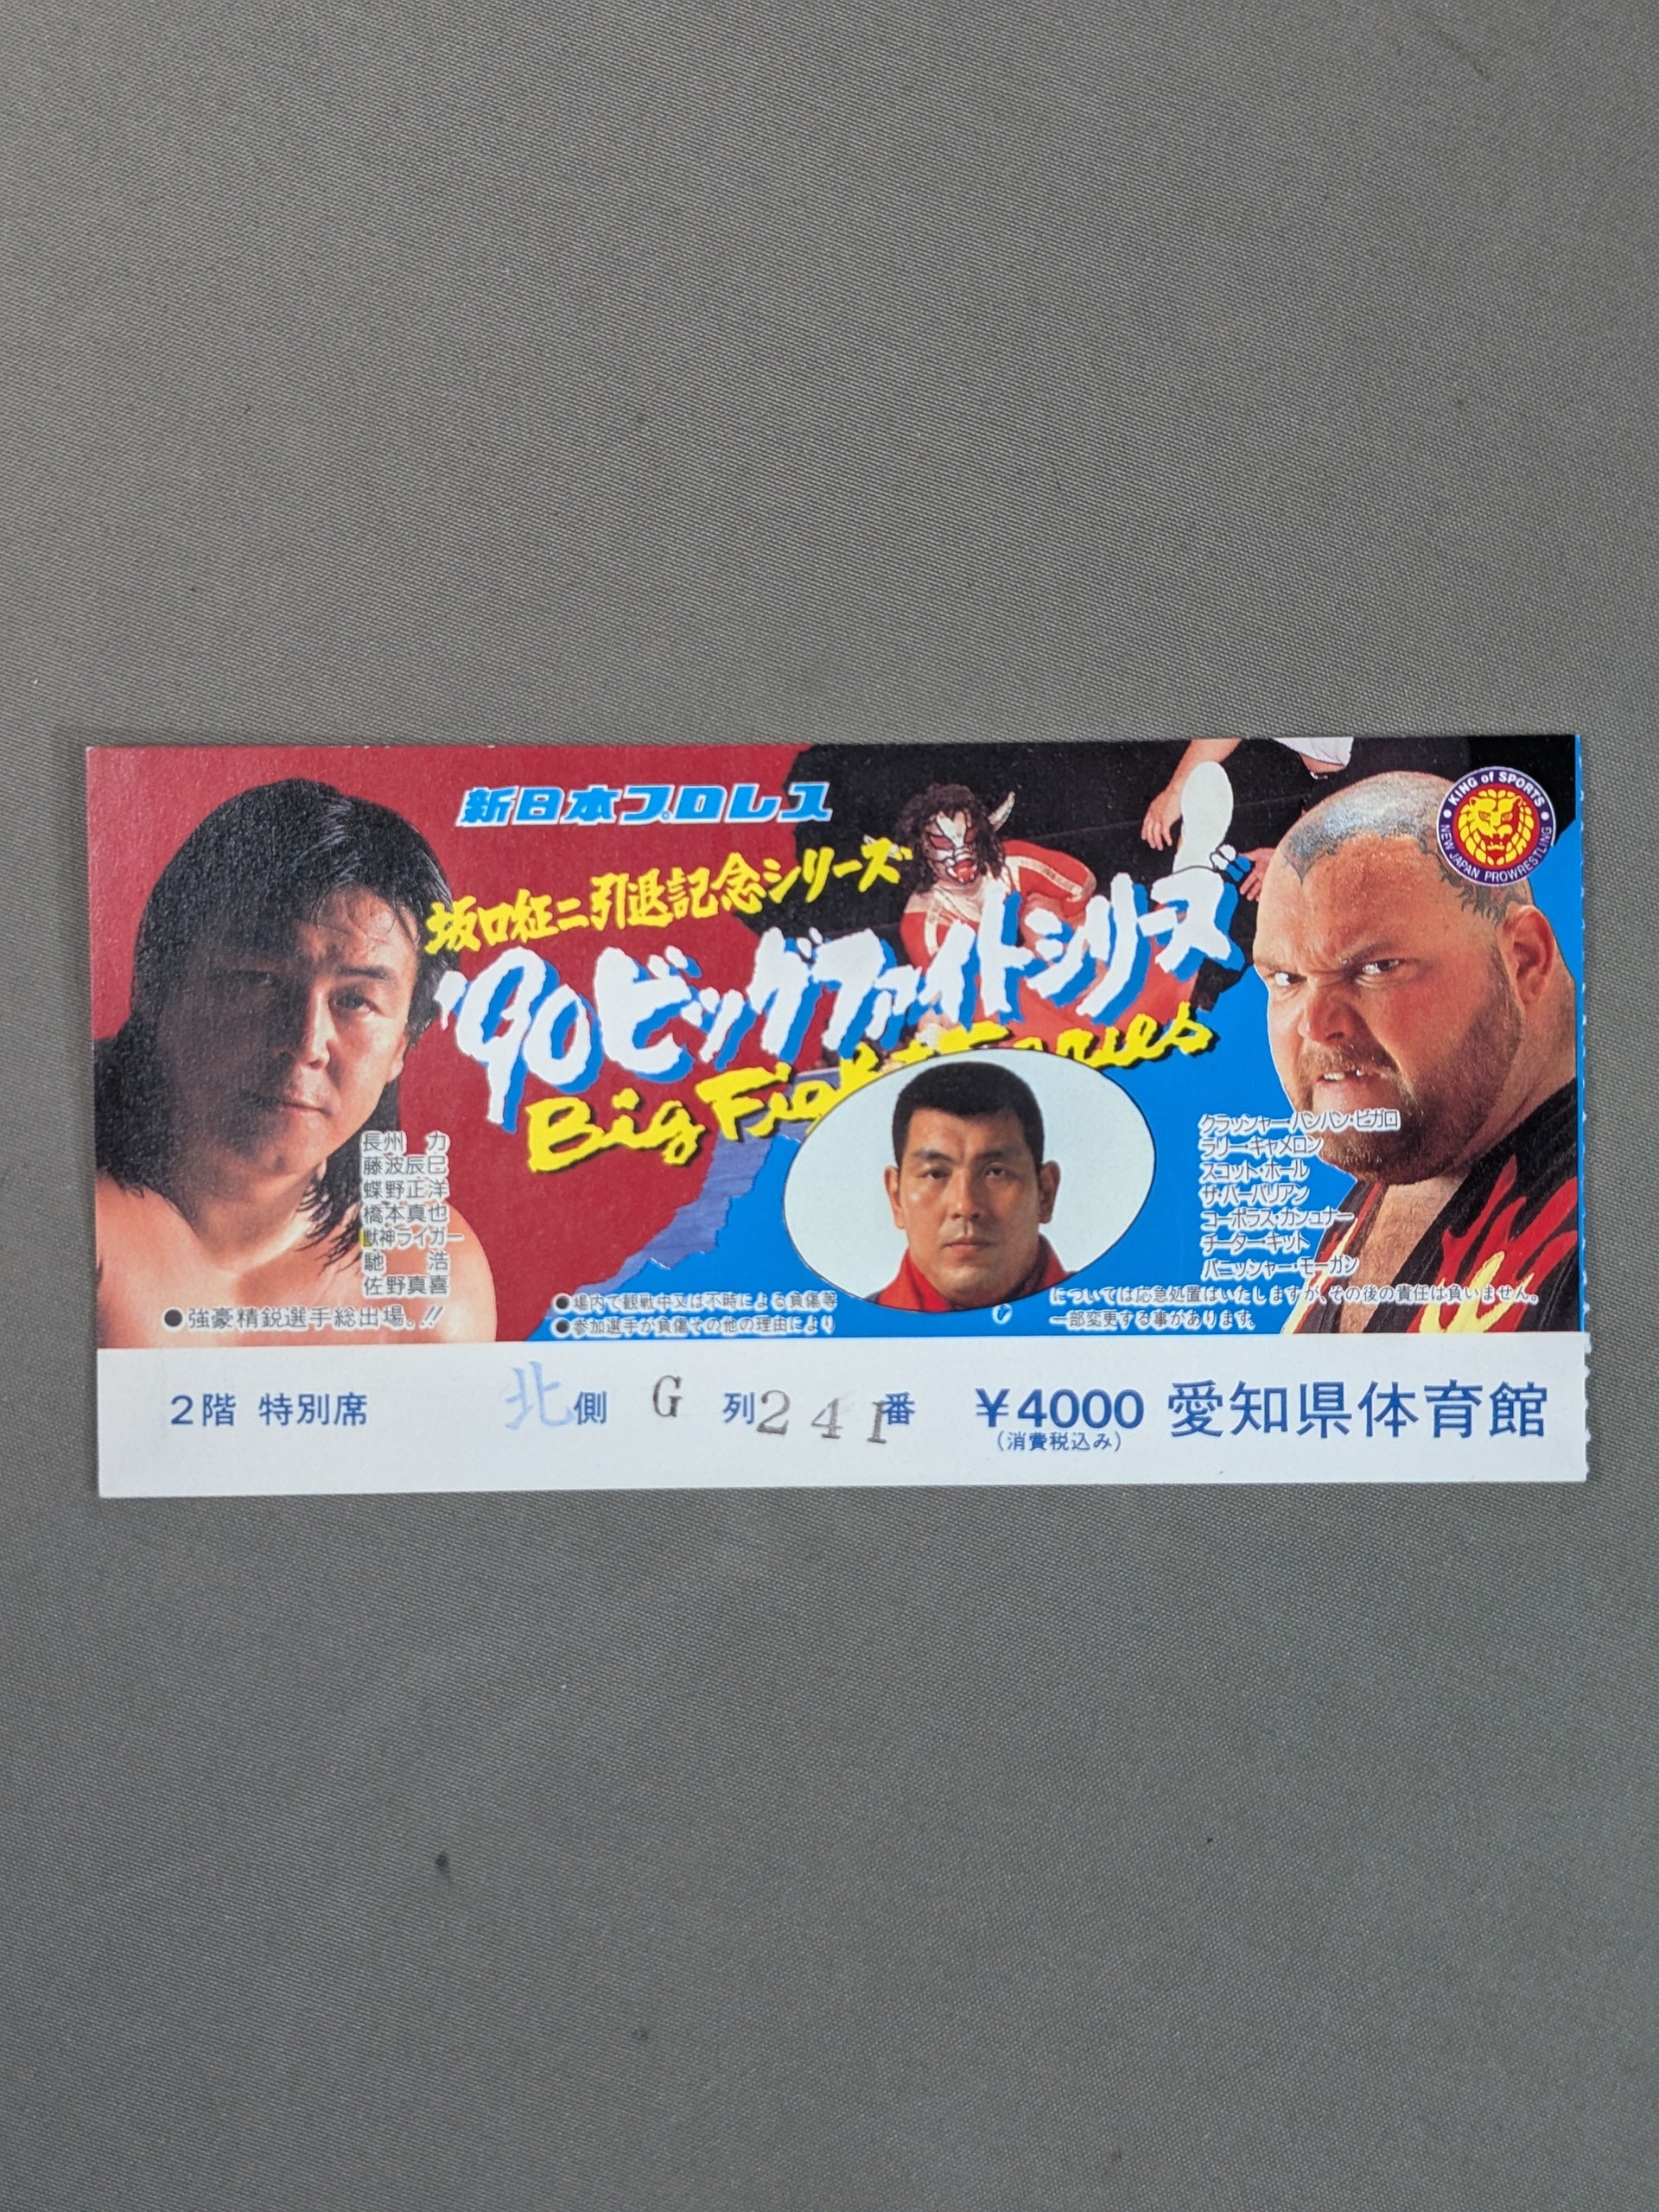 新日本プロレス
坂口征二引退記念シリーズ
'90ビッグファイトシリーズ
Big Fight Series
KING of SPORTS
NEW JAPAN PROWRESTLING
長州 力
藤波辰巳
蝶野正洋
橋本真也
獣神ライガー
馳 浩
佐野真喜
●強豪精鋭選手総出場。!!
クラッシャー・バンバン・ビガロ
ラリー・キャメロン
スコット・ホール
ザ・バーバリアン
コーポラス・カンュナー
チーター・キット
パニッシャー・モーガン
●場内で観戦中又は不時による負傷等については応急処置はいたしますが、その後の責任は負いません。
●参加選手が負傷その他の理由により一部変更する事があります。
2階 特別席 北側 G 列 241番 ¥4000 愛知県体育館
(消費税込み)